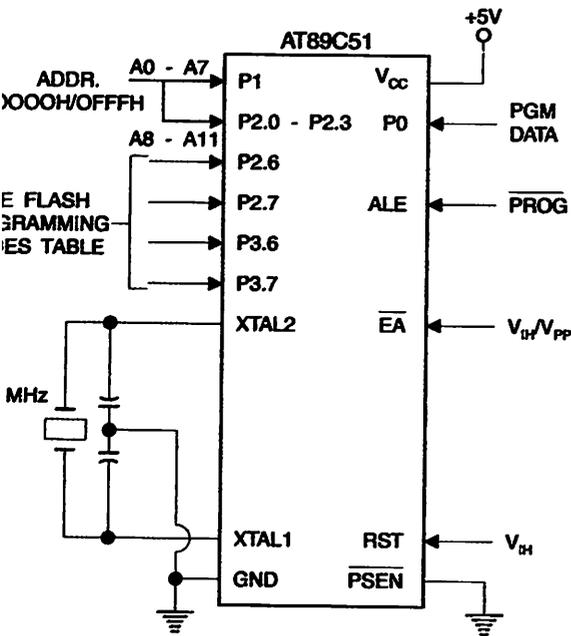 +5V
AT89C51
A0 - A7
ADDR.
OOOOH/OFFFH
P1
VCC
P2.0 - P2.3
P0
PGM
DATA
A8 - A11
P2.6
E FLASH
GRAMMING
ES TABLE
P2.7
ALE
PROG
P3.6
P3.7
XTAL2
EA
VIH/VPP
MHz
XTAL1
RST
VIH
GND
PSEN